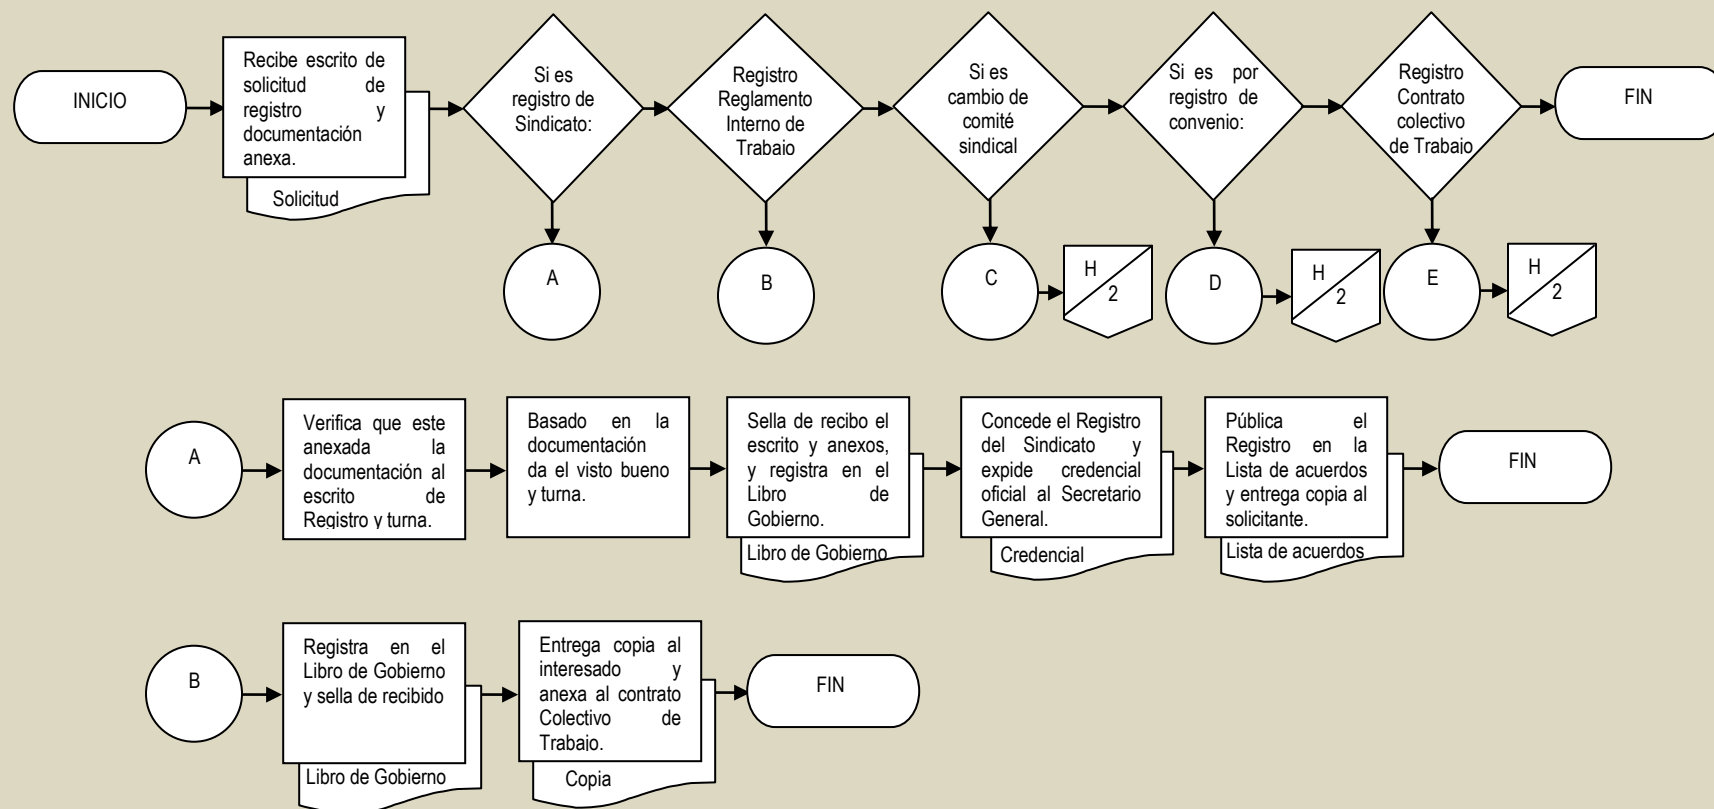 INICIO
Recibe escrito de
solicitud de
registro y
documentación
anexa.
Solicitud
Si es
registro de
Sindicato:
Registro
Reglamento
Interno de
Trabaio
Si es
cambio de
comité
sindical
Si es por
registro de
convenio:
Registro
Contrato
colectivo
de Trabajo
FIN
A
B
C
H
2
D
H
2
E
H
2
A
Verifica que este
anexada la
documentación al
escrito de
Registro y turna.
Basado en la
documentación
da el visto bueno
y turna.
Sella de recibo el
escrito y anexos,
y registra en el
Libro de
Gobierno.
Libro de Gobierno
Concede el Registro
del Sindicato y
expide credencial
oficial al Secretario
General.
Credencial
Pública el
Registro en la
Lista de acuerdos
y entrega copia al
solicitante.
Lista de acuerdos
FIN
B
Registra en el
Libro de Gobierno
y sella de recibido
Libro de Gobierno
Entrega copia al
interesado y
anexa al contrato
Colectivo de
Trabajo.
Copia
FIN